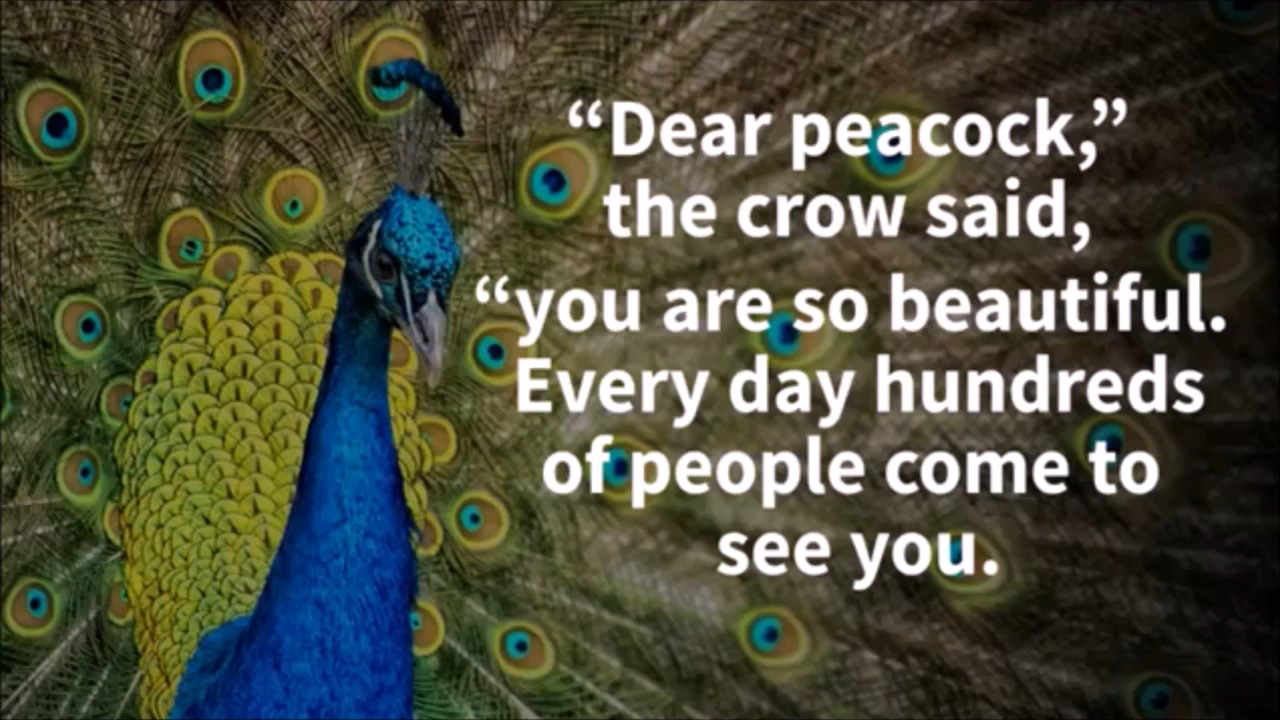 “Dear peacock,”
the crow said,
“you are so beautiful.
Every day hundreds
of people come to
see you.